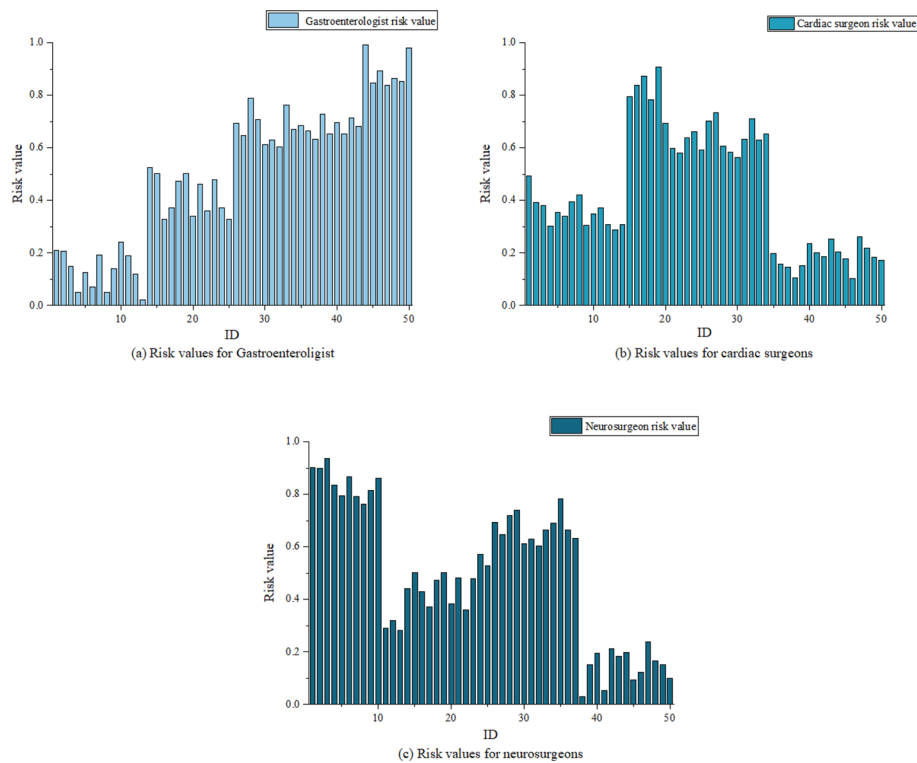 Gastroenterologist risk value
1.0
0.8
0.6
0.4
0.2
0.0
Risk value
10
20
30
40
50
ID
(a) Risk values for Gastroenteroligist
Cardiac surgeon risk value
1.0
0.8
0.6
0.4
0.2
0.0
Risk value
10
20
30
40
50
ID
(b) Risk values for cardiac surgeons
Neurosurgeon risk value
1.0
0.8
0.6
0.4
0.2
0.0
Risk value
10
20
30
40
50
ID
(c) Risk values for neurosurgeons